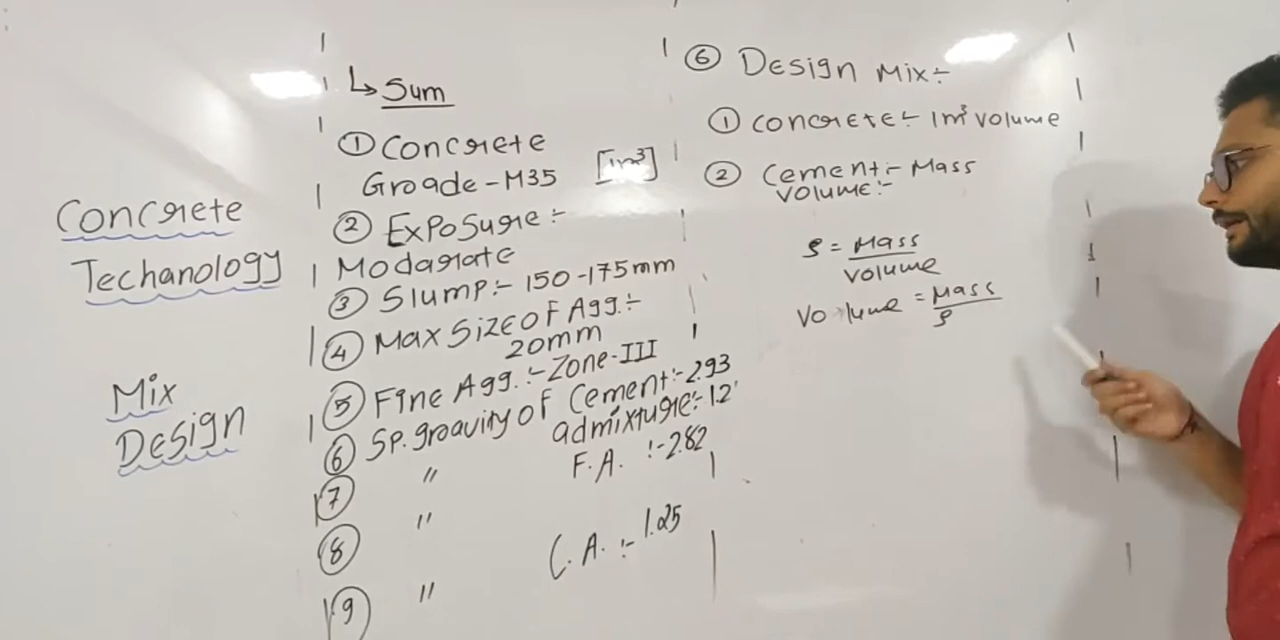 Concrete
Techanology
Mix
Design
↳ Sum
① Concrete
Groade - M35 [1m³]
② Exposure :-
Modarate
③ Slump :- 150-175mm
④ Max Size of Agg. :-
20mm
⑤ Fine Agg. :- Zone-III
⑥ Sp. groavity of Cement :- 2.93
⑦ " admixture :- 1.2
⑧ " F.A. :- 2.82
⑨ " C.A. :- 1.25
⑥ Design Mix :-
① concrete :- 1m³ volume
② Cement :- Mass
volume :-
ρ = Mass / volume
Volume = Mass / ρ